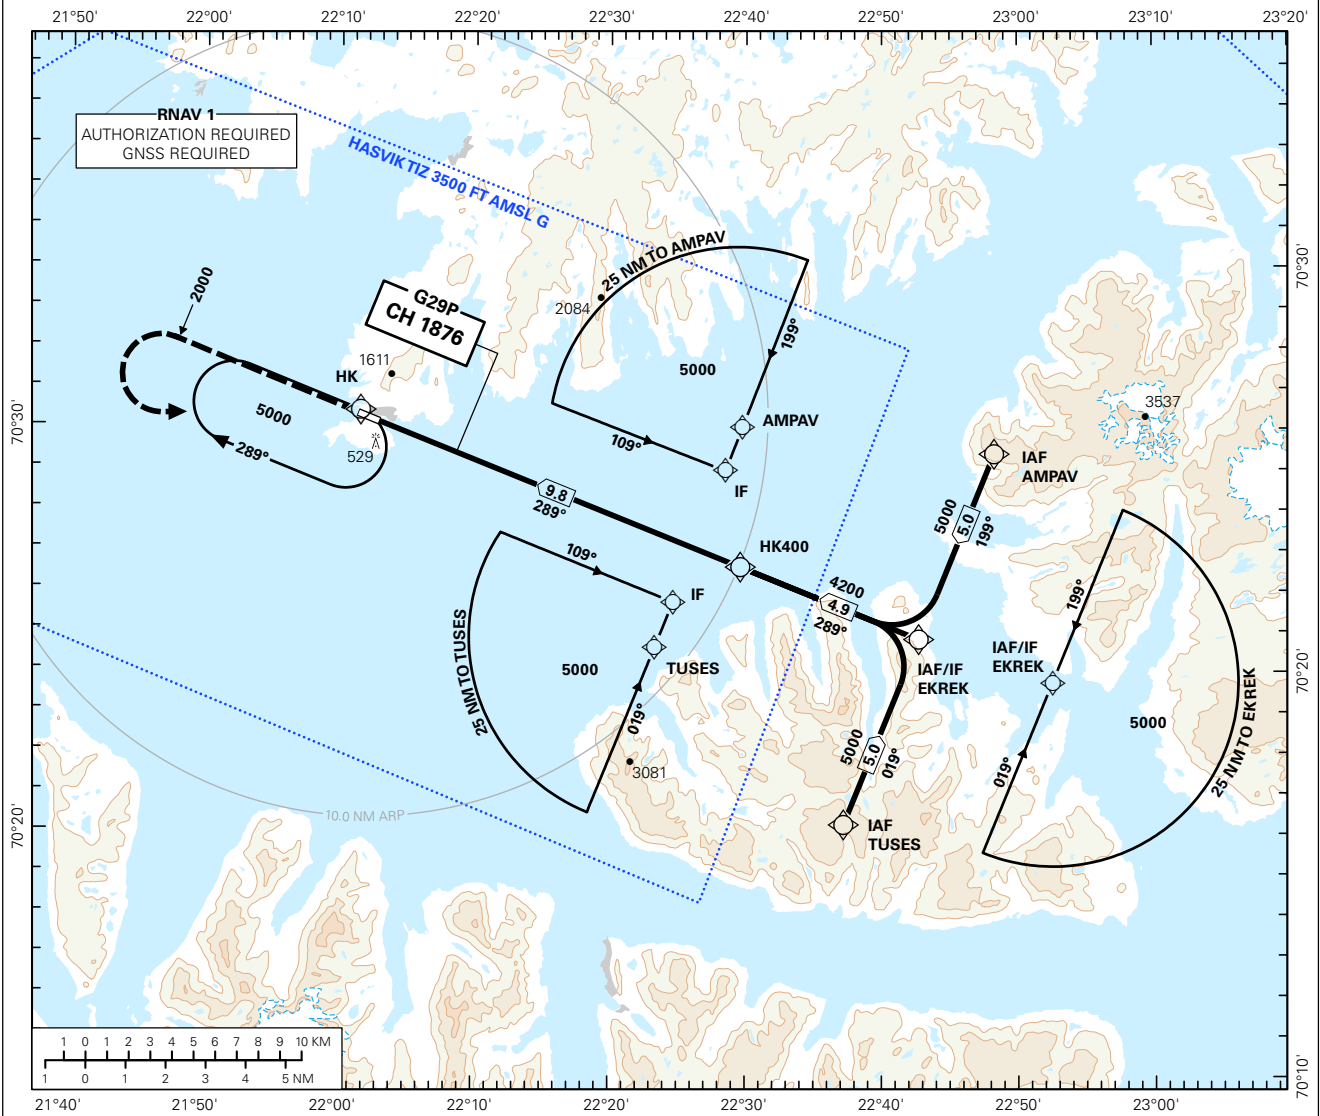 21°50' 22°00' 22°10' 22°20' 22°30' 22°40' 22°50' 23°00' 23°10' 23°20'
RNAV 1
AUTHORIZATION REQUIRED
GNSS REQUIRED
HASVIK TIZ 3500 FT AMSL G
25 NM TO AMPAV
70°30'
2000
G29P
CH 1876
2084
199°
1611
HK
5000
3537
70°30'
5000
AMPAV
289°
529
109°
IF
IAF
AMPAV
9.8
289°
5000
5.0
199°
HK400
109°
4200
4.9
289°
199°
IF
25 NM TO TUSES
5000
TUSES
IAF/IF
EKREK
IAF/IF
EKREK
70°20'
019°
5000
25 NM TO EKREK
5000
5.0
019°
019°
3081
10.0 NM ARP
70°20'
IAF
TUSES
1 0 1 2 3 4 5 6 7 8 9 10 KM
1 0 1 2 3 4 5 NM
70°10'
21°40' 21°50' 22°00' 22°10' 22°20' 22°30' 22°40' 22°50' 23°00'